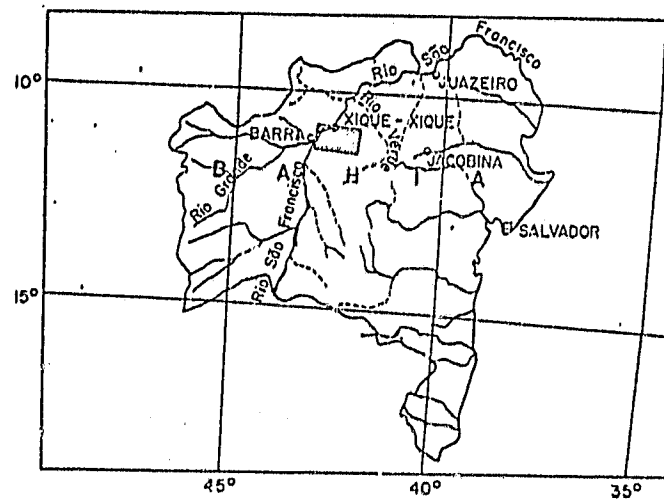 Rio São Francisco
10°
JUAZEIRO
Rio Verde
XIQUE - XIQUE
BARRA
JACOBINA
B A H I A
Rio Grande
Rio São Francisco
SALVADOR
15°
45°
40°
35°